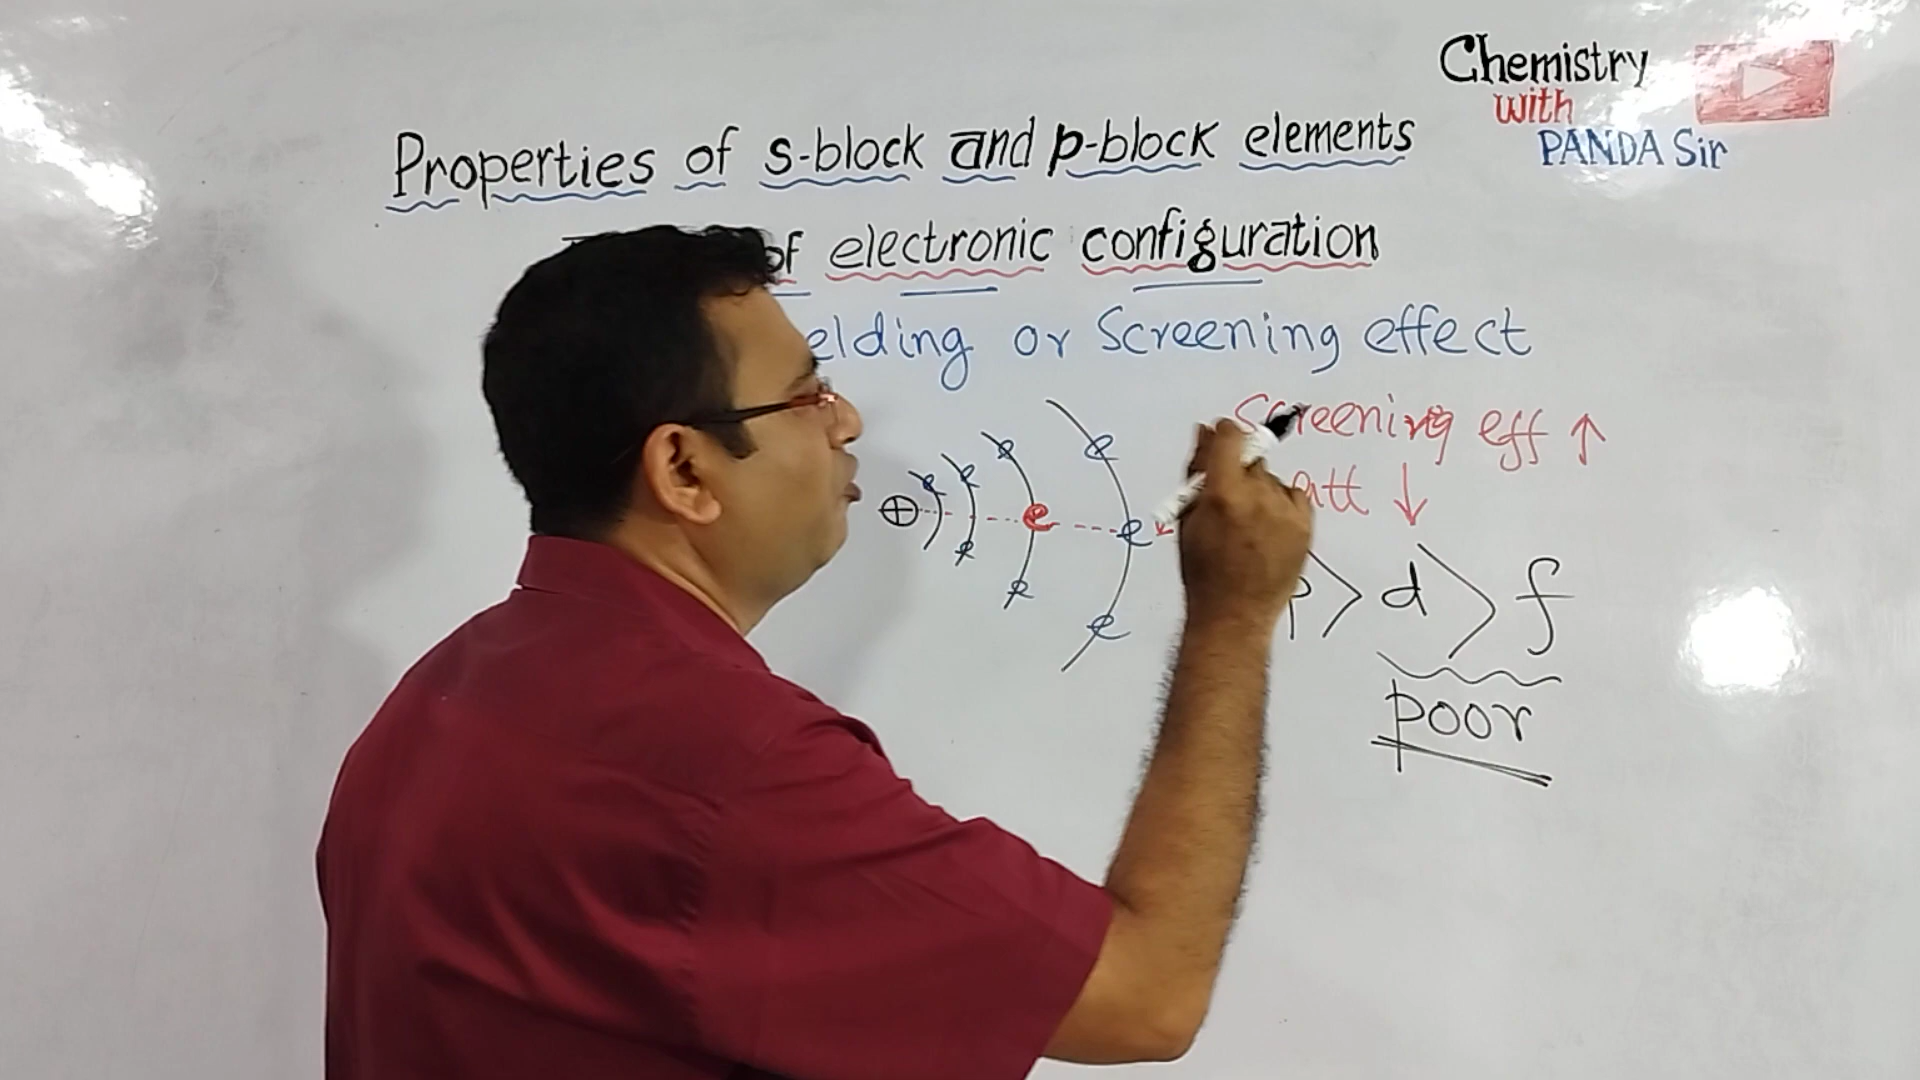 Chemistry
with
PANDA Sir
Properties of s-block and p-block elements
of electronic configuration
elding or Screening effect
Screening eff ↑
att ↓
e e e e e e e e e e
⊕
p > d > f
poor